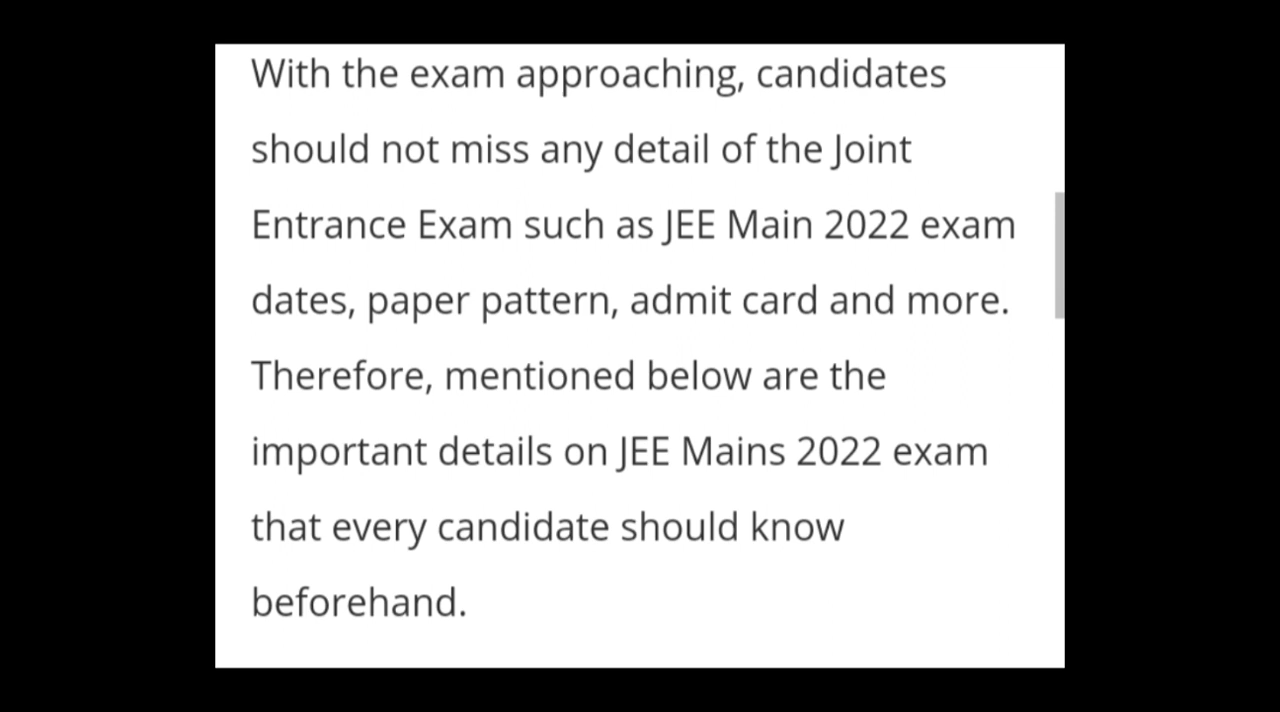 With the exam approaching, candidates
should not miss any detail of the Joint
Entrance Exam such as JEE Main 2022 exam
dates, paper pattern, admit card and more.
Therefore, mentioned below are the
important details on JEE Mains 2022 exam
that every candidate should know
beforehand.